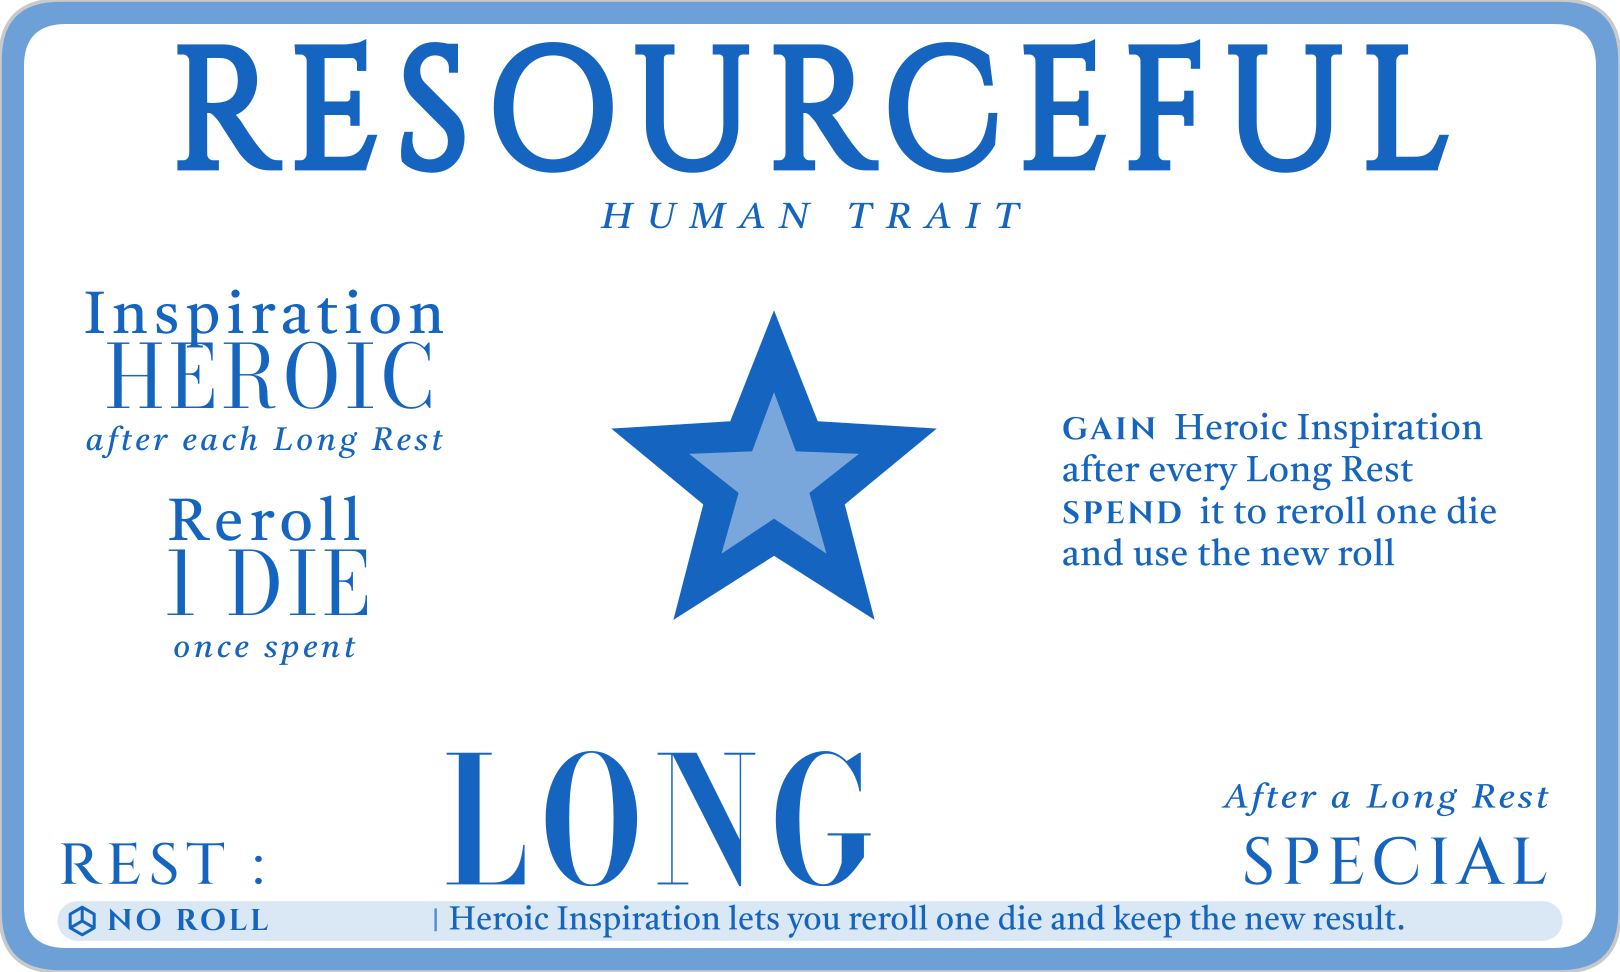 RESOURCEFUL
HUMAN TRAIT
Inspiration
HEROIC
after each Long Rest
Reroll
1 DIE
once spent
GAIN Heroic Inspiration
after every Long Rest
SPEND it to reroll one die
and use the new roll
REST : LONG
After a Long Rest
SPECIAL
NO ROLL | Heroic Inspiration lets you reroll one die and keep the new result.